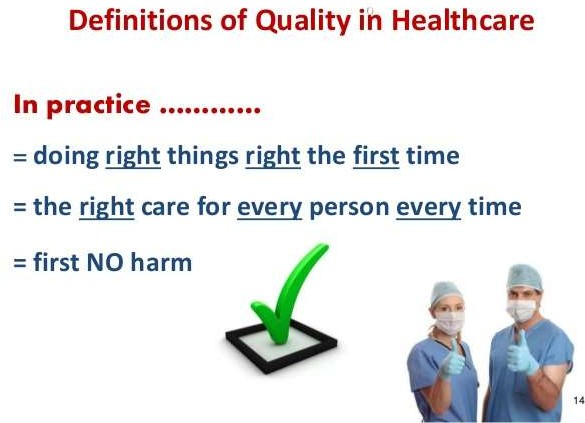 Definitions of Quality in Healthcare
In practice ............
= doing right things right the first time
= the right care for every person every time
= first NO harm
14